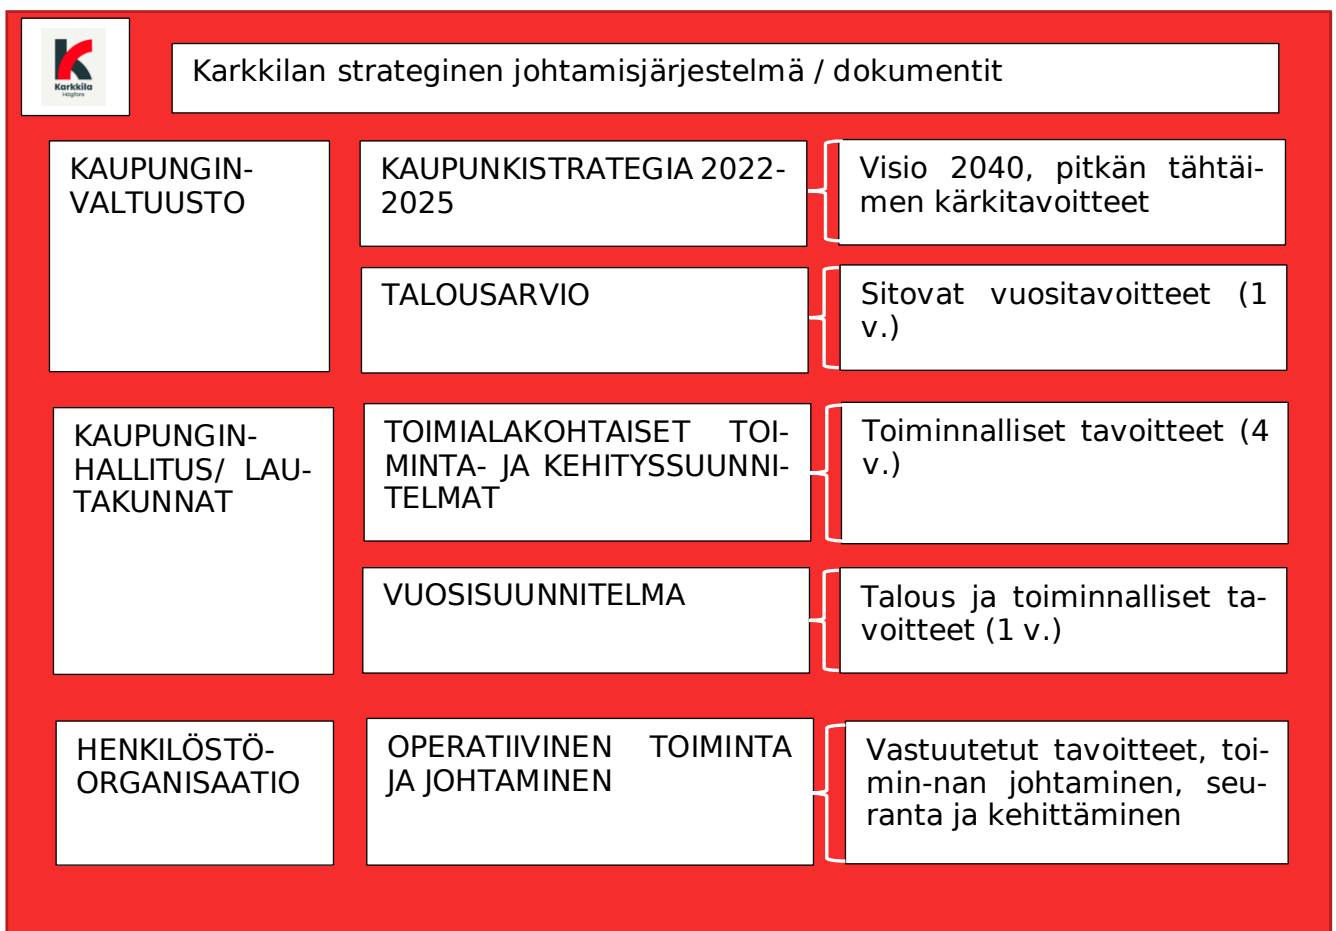 Karkkila
Högfors
Karkkilan strateginen johtamisjärjestelmä / dokumentit
KAUPUNGIN-
VALTUUSTO
KAUPUNKISTRATEGIA 2022-
2025
Visio 2040, pitkän tähtäi-
men kärkitavoitteet
TALOUSARVIO
Sitovat vuositavoitteet (1
v.)
KAUPUNGIN-
HALLITUS/ LAU-
TAKUNNAT
TOIMIALAKOHTAISET TOI-
MINTA- JA KEHITYSSUUNNI-
TELMAT
Toiminnalliset tavoitteet (4
v.)
VUOSISUUNNITELMA
Talous ja toiminnalliset ta-
voitteet (1 v.)
HENKILÖSTÖ-
ORGANISAATIO
OPERATIIVINEN TOIMINTA
JA JOHTAMINEN
Vastuutetut tavoitteet, toi-
min-nan johtaminen, seu-
ranta ja kehittäminen